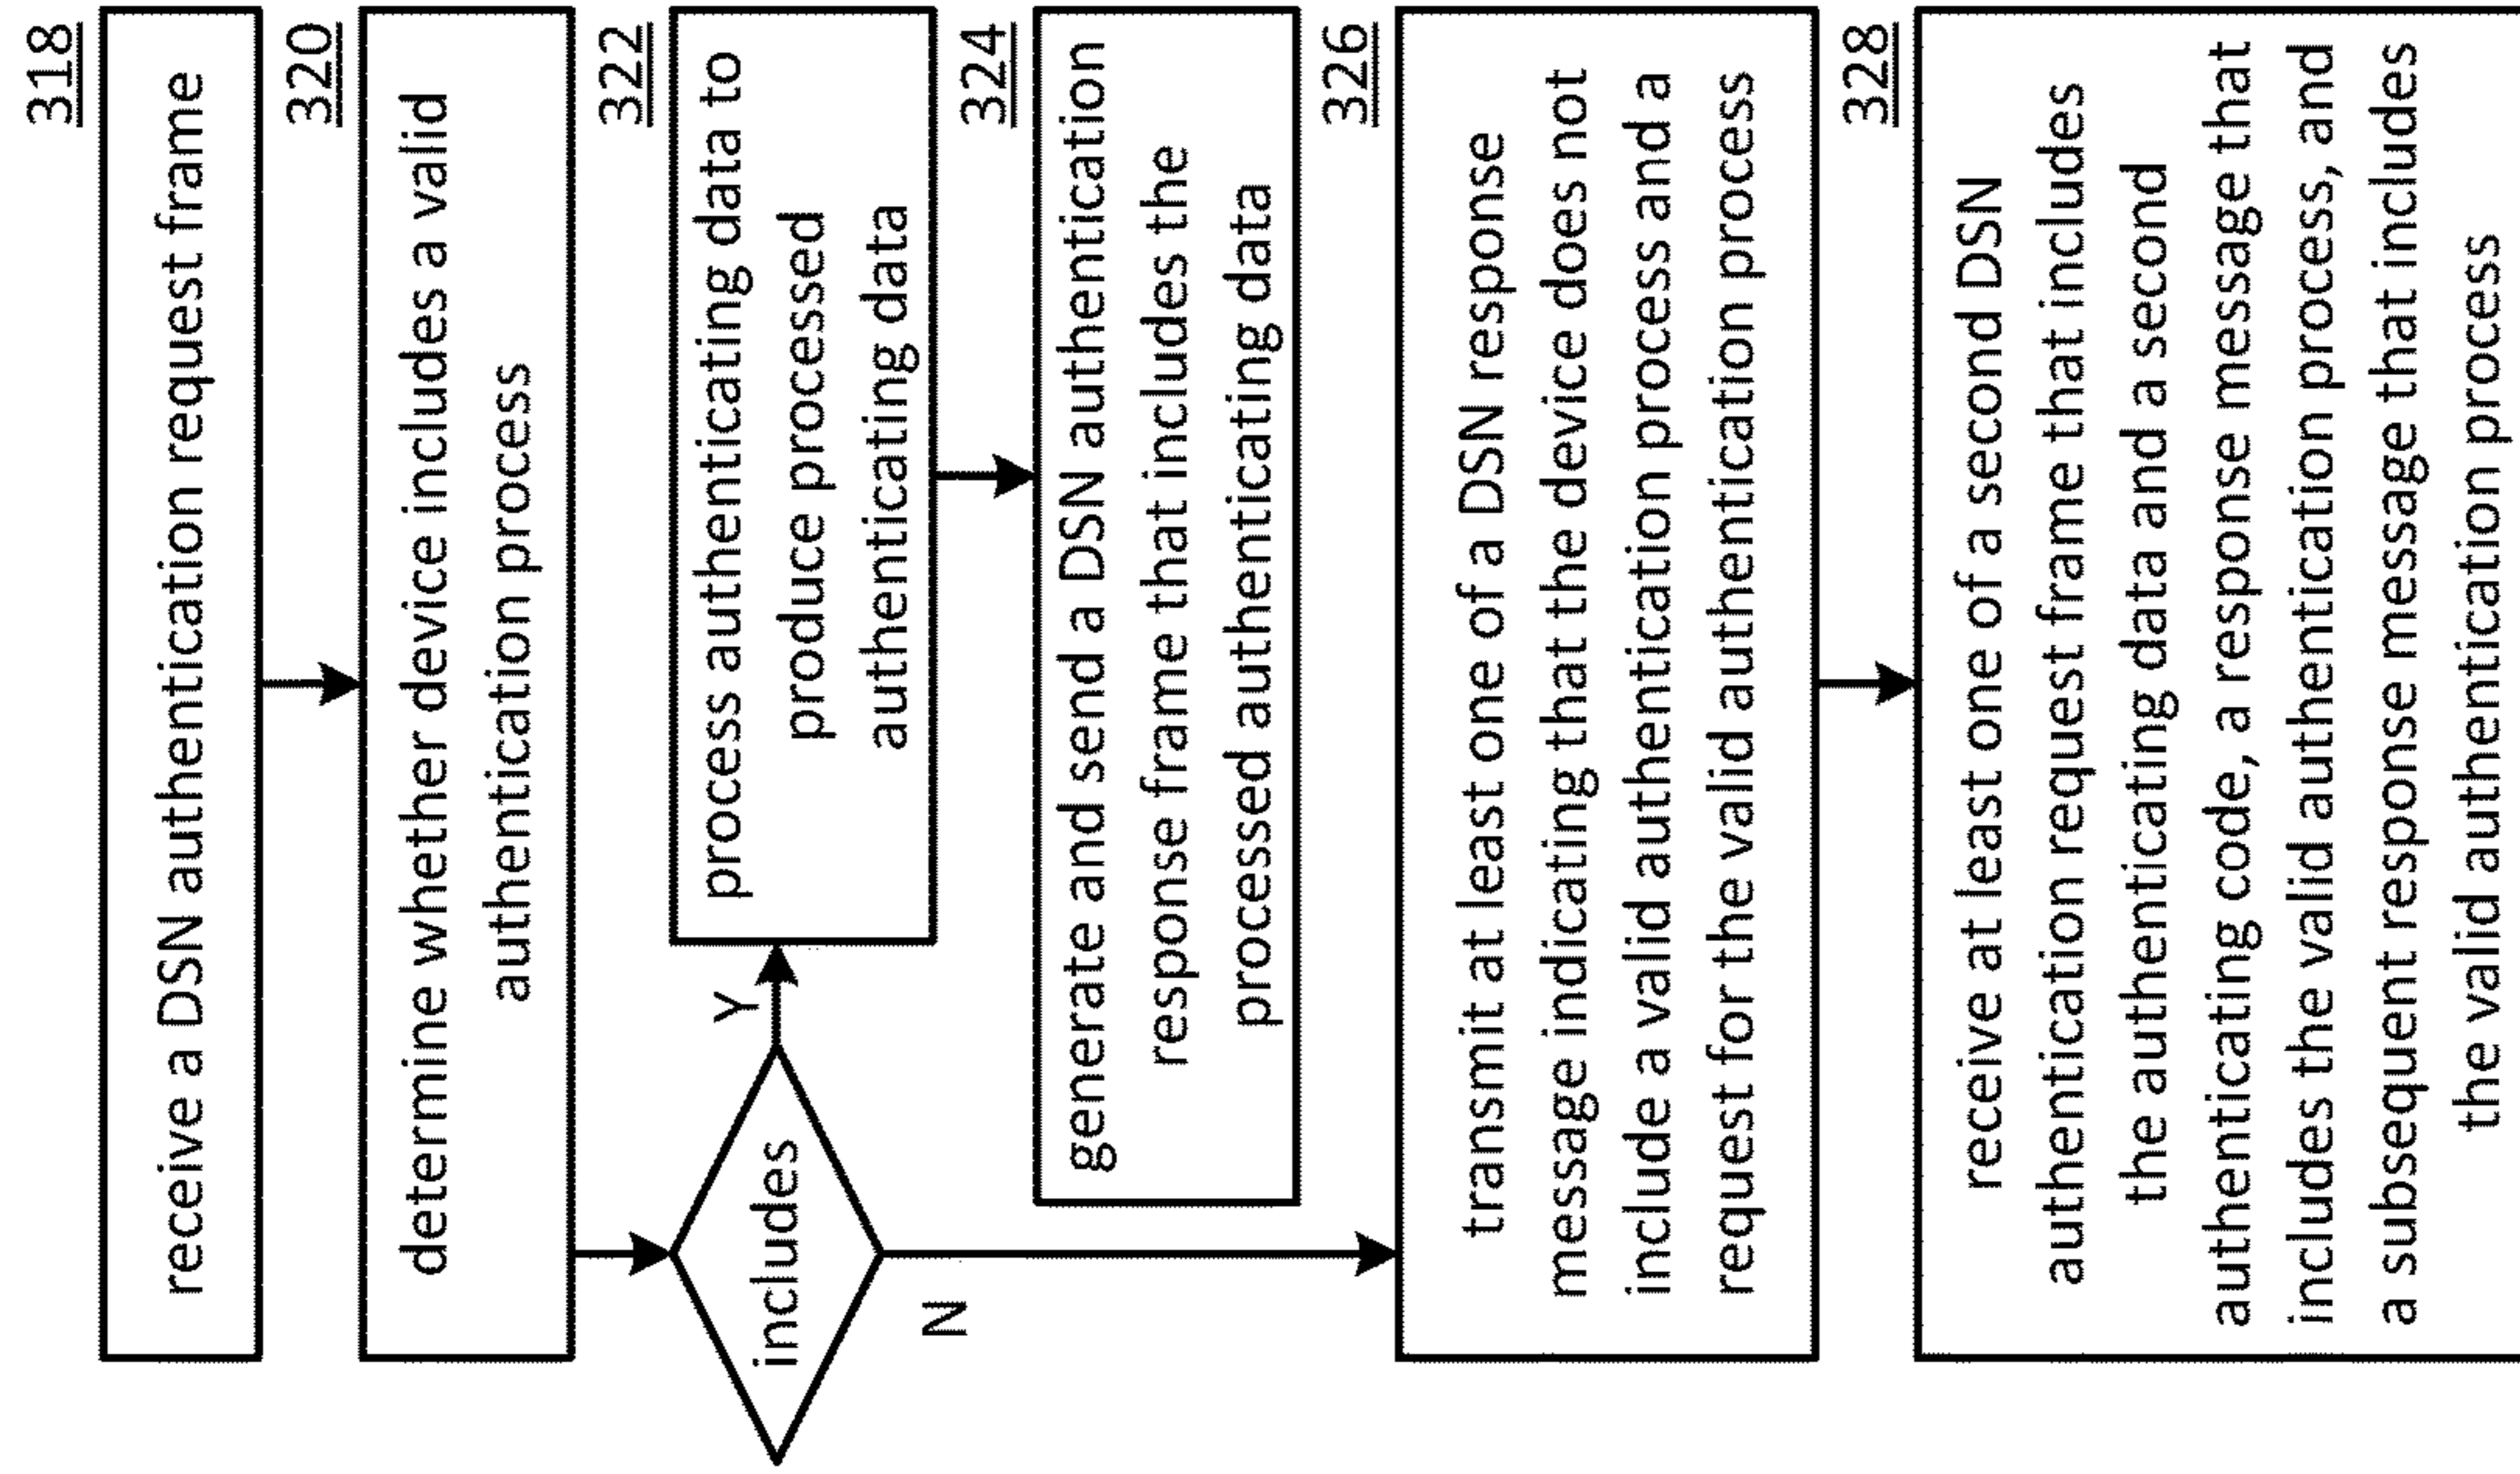 318
receive a DSN authentication request frame
320
determine whether device includes a valid
authentication process
includes
Y
N
322
process authenticating data to
produce processed
authenticating data
324
generate and send a DSN authentication
response frame that includes the
processed authenticating data
326
transmit at least one of a DSN response
message indicating that the device does not
include a valid authentication process and a
request for the valid authentication process
328
receive at least one of a second DSN
authentication request frame that includes
the authenticating data and a second
authenticating code, a response message that
includes the valid authentication process, and
a subsequent response message that includes
the valid authentication process